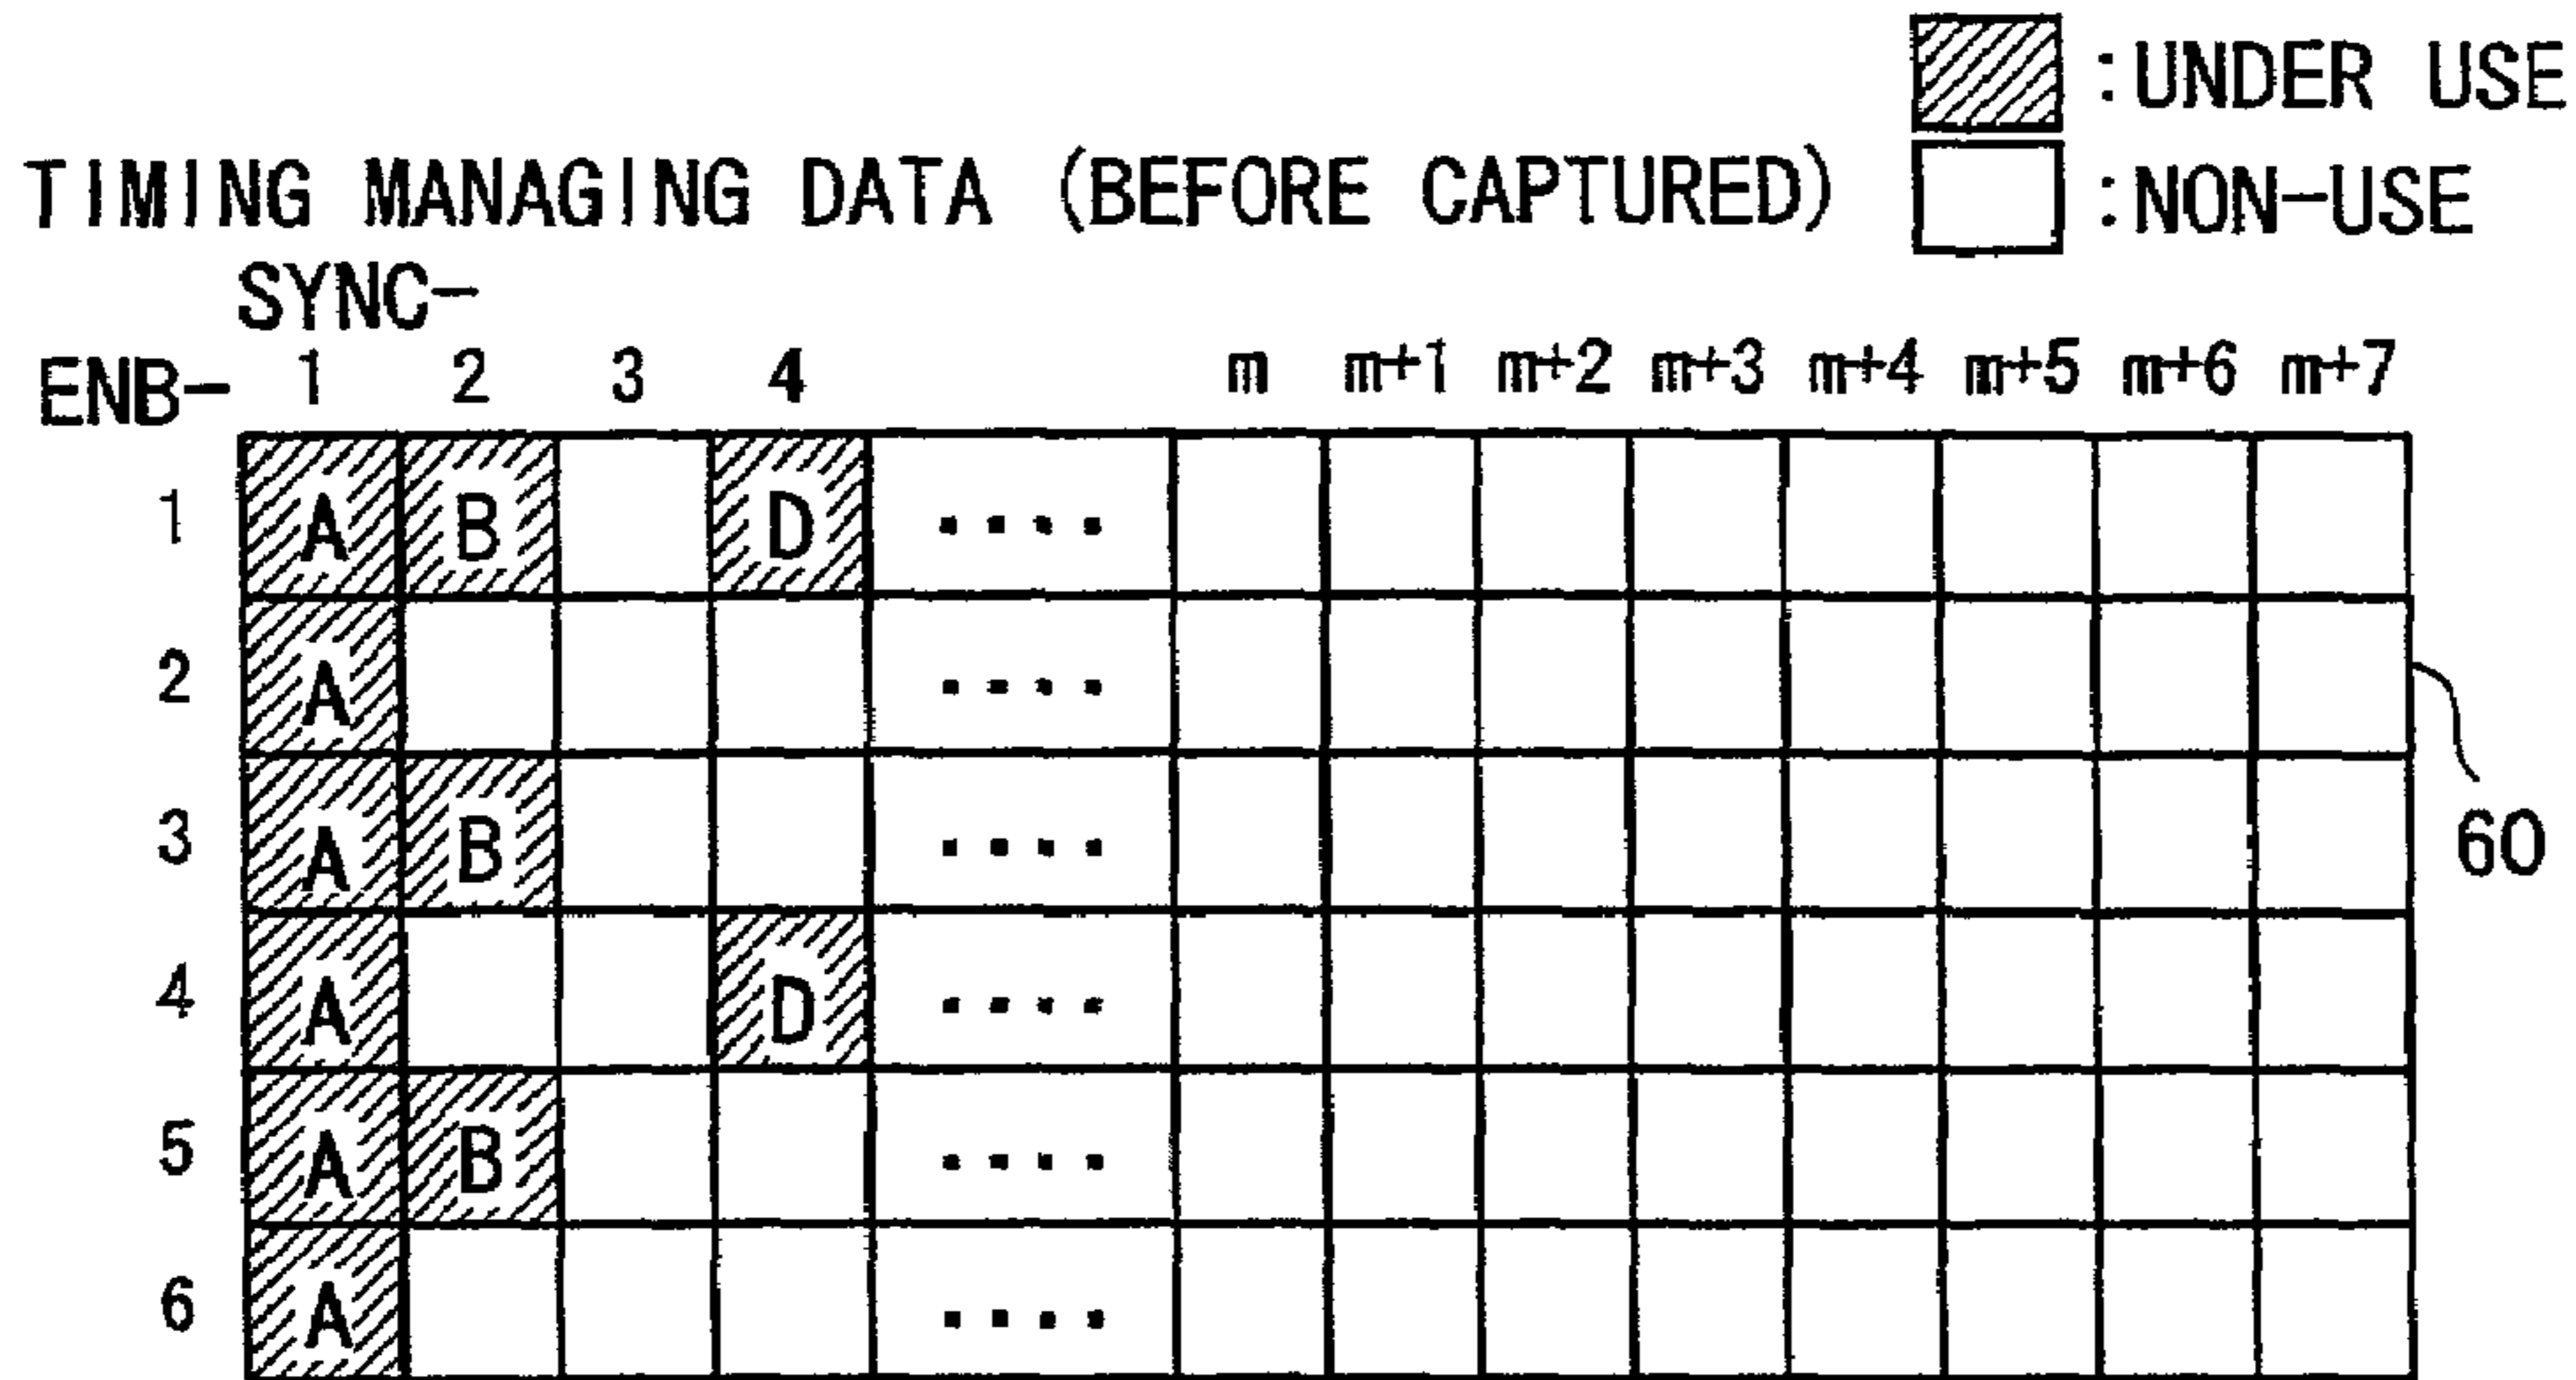 :UNDER USE
TIMING MANAGING DATA (BEFORE CAPTURED)
:NON-USE
SYNC-
ENB- 1 2 3 4 m m+1 m+2 m+3 m+4 m+5 m+6 m+7
1 A B D ....
2 A ....
3 A B ....
60
4 A D ....
5 A B ....
6 A ....